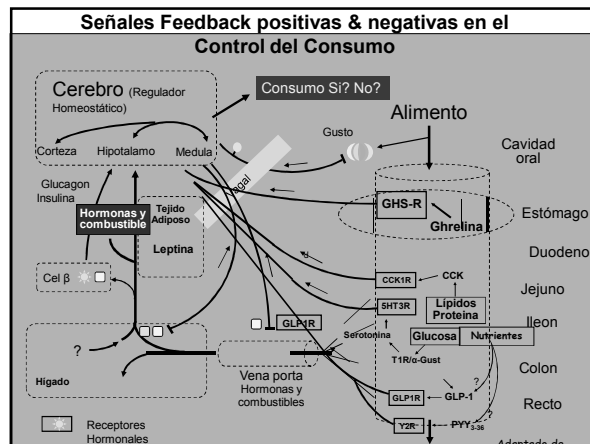 Señales Feedback positivas & negativas en el
Control del Consumo
Cerebro (Regulador
Homeostático)
Consumo Si? No?
Corteza
Hipotalamo
Medula
Gusto
Alimento
Cavidad
oral
Vagal
Glucagon
Insulina
Hormonas y
combustible
Tejido
Adiposo
Leptina
GHS-R
Ghrelina
Estómago
Duodeno
Cel β
CCK1R
CCK
Jejuno
5HT3R
Lipidos
Proteina
Ileon
GLP1R
Serotonina
Glucosa
Nutrientes
?
T1R/α-Gust
Colon
Hígado
Vena porta
Hormonas y
combustibles
GLP1R
GLP-1
?
Recto
Y2R
PYY3-36
?
Receptores
Hormonales
Adaptado de